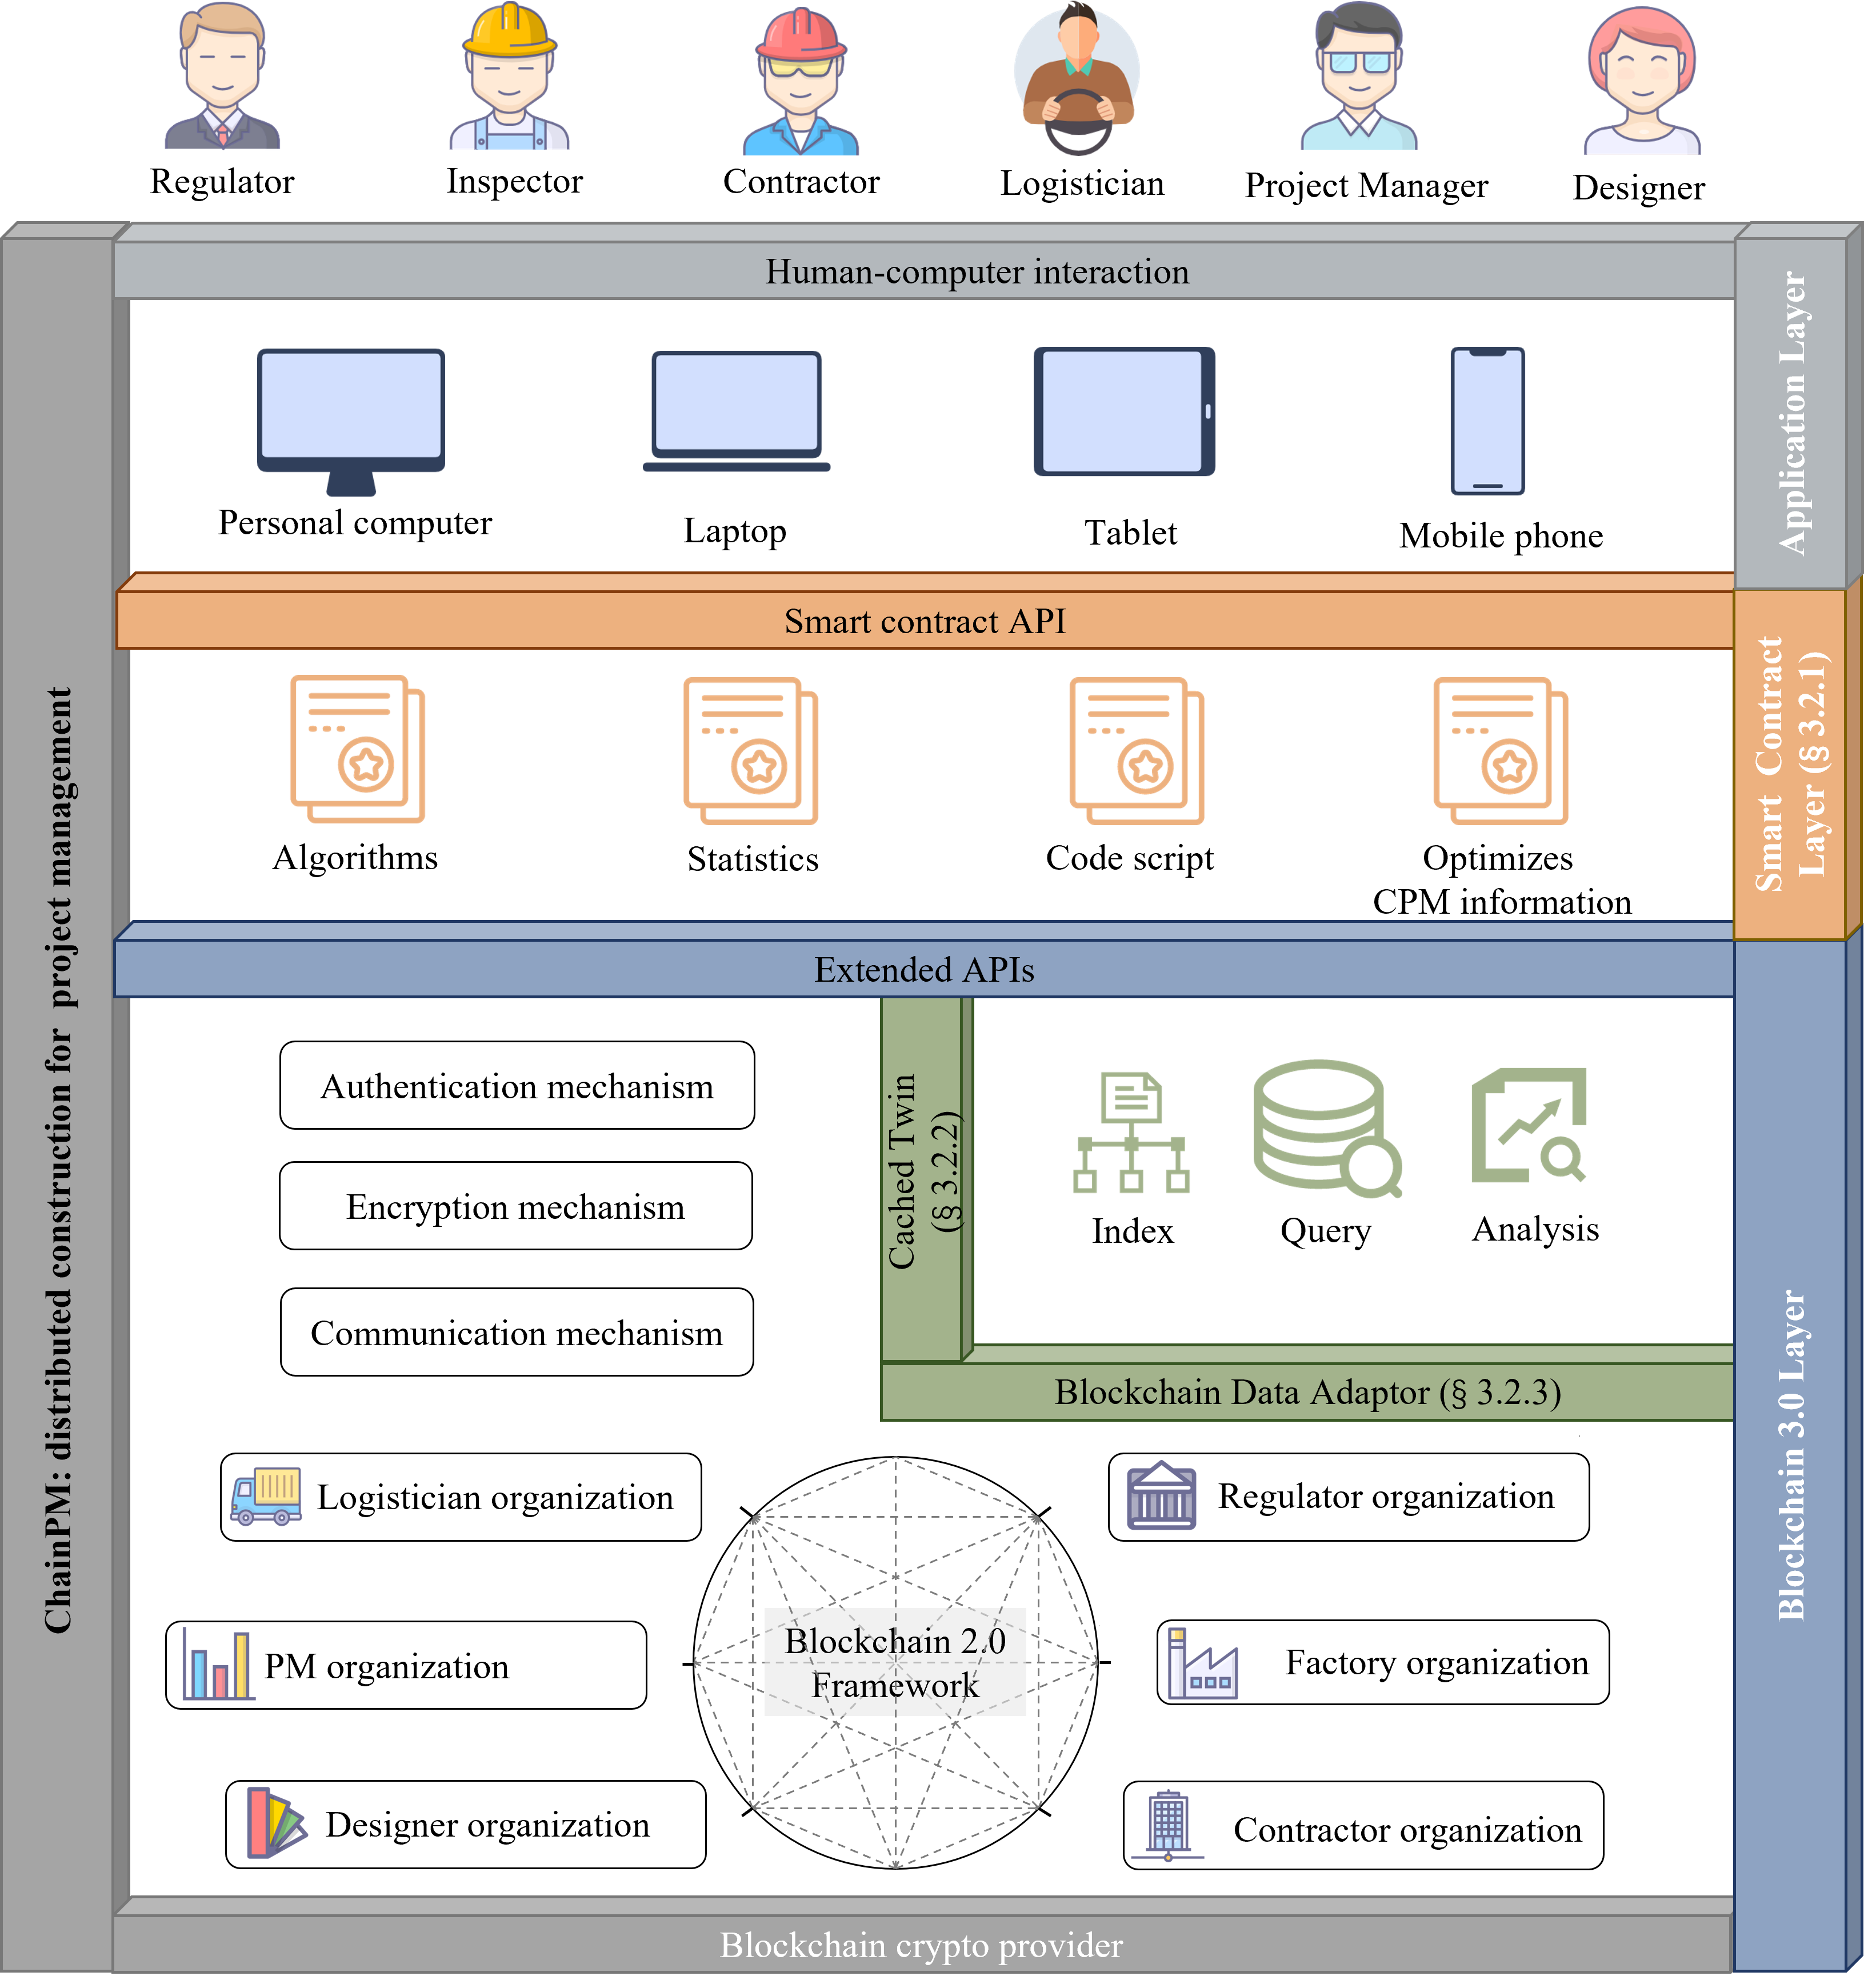 Regulator
Inspector
Contractor
Logistician
Project Manager
Designer
ChainPM: distributed construction for project management
Human-computer interaction
Application Layer
Personal computer
Laptop
Tablet
Mobile phone
Smart contract API
Smart Contract
Layer (§ 3.2.1)
Algorithms
Statistics
Code script
Optimizes
CPM information
Extended APIs
Blockchain 3.0 Layer
Authentication mechanism
Encryption mechanism
Communication mechanism
Cached Twin
(§ 3.2.2)
Index
Query
Analysis
Blockchain Data Adaptor (§ 3.2.3)
Logistician organization
Regulator organization
PM organization
Blockchain 2.0
Framework
Factory organization
Designer organization
Contractor organization
Blockchain crypto provider